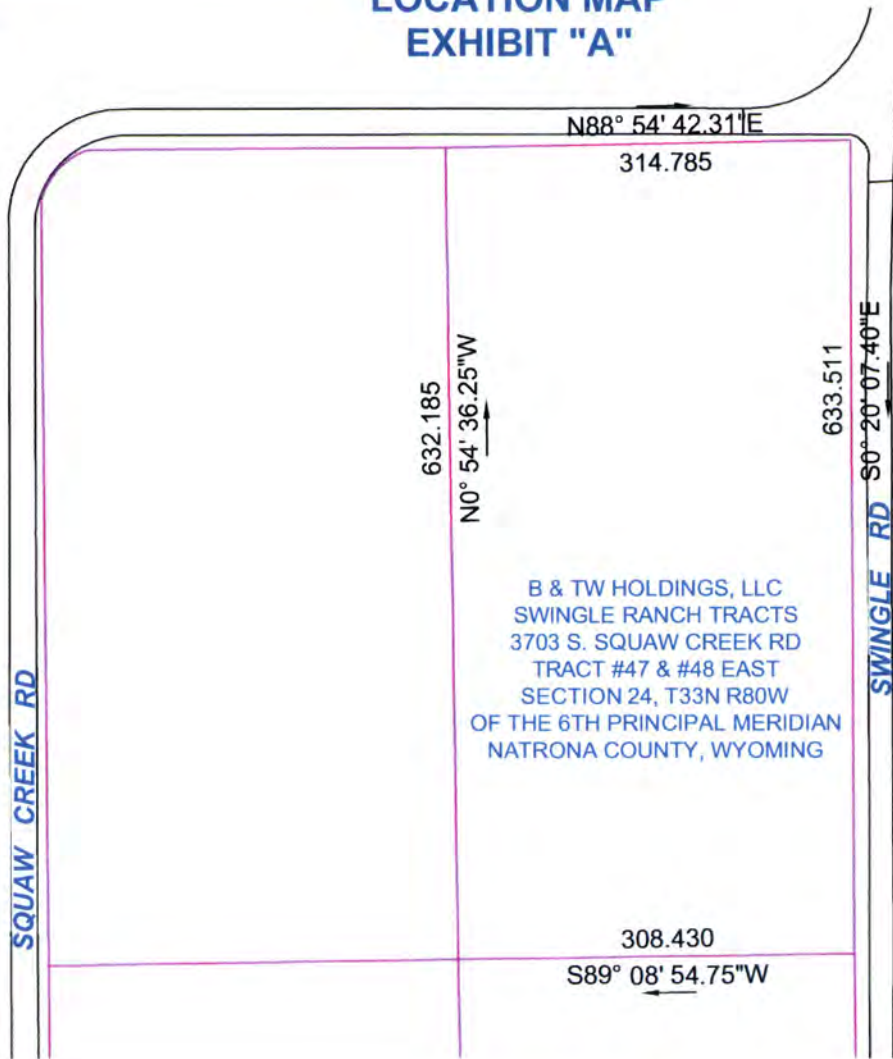 LOCATION MAP
EXHIBIT "A"
N88° 54' 42.31"E
314.785
632.185
N0° 54' 36.25"W
633.511
S0° 20' 07.40"E
B & TW HOLDINGS, LLC
SWINGLE RANCH TRACTS
3703 S. SQUAW CREEK RD
TRACT #47 & #48 EAST
SECTION 24, T33N R80W
OF THE 6TH PRINCIPAL MERIDIAN
NATRONA COUNTY, WYOMING
SWINGLE RD
SQUAW CREEK RD
308.430
S89° 08' 54.75"W